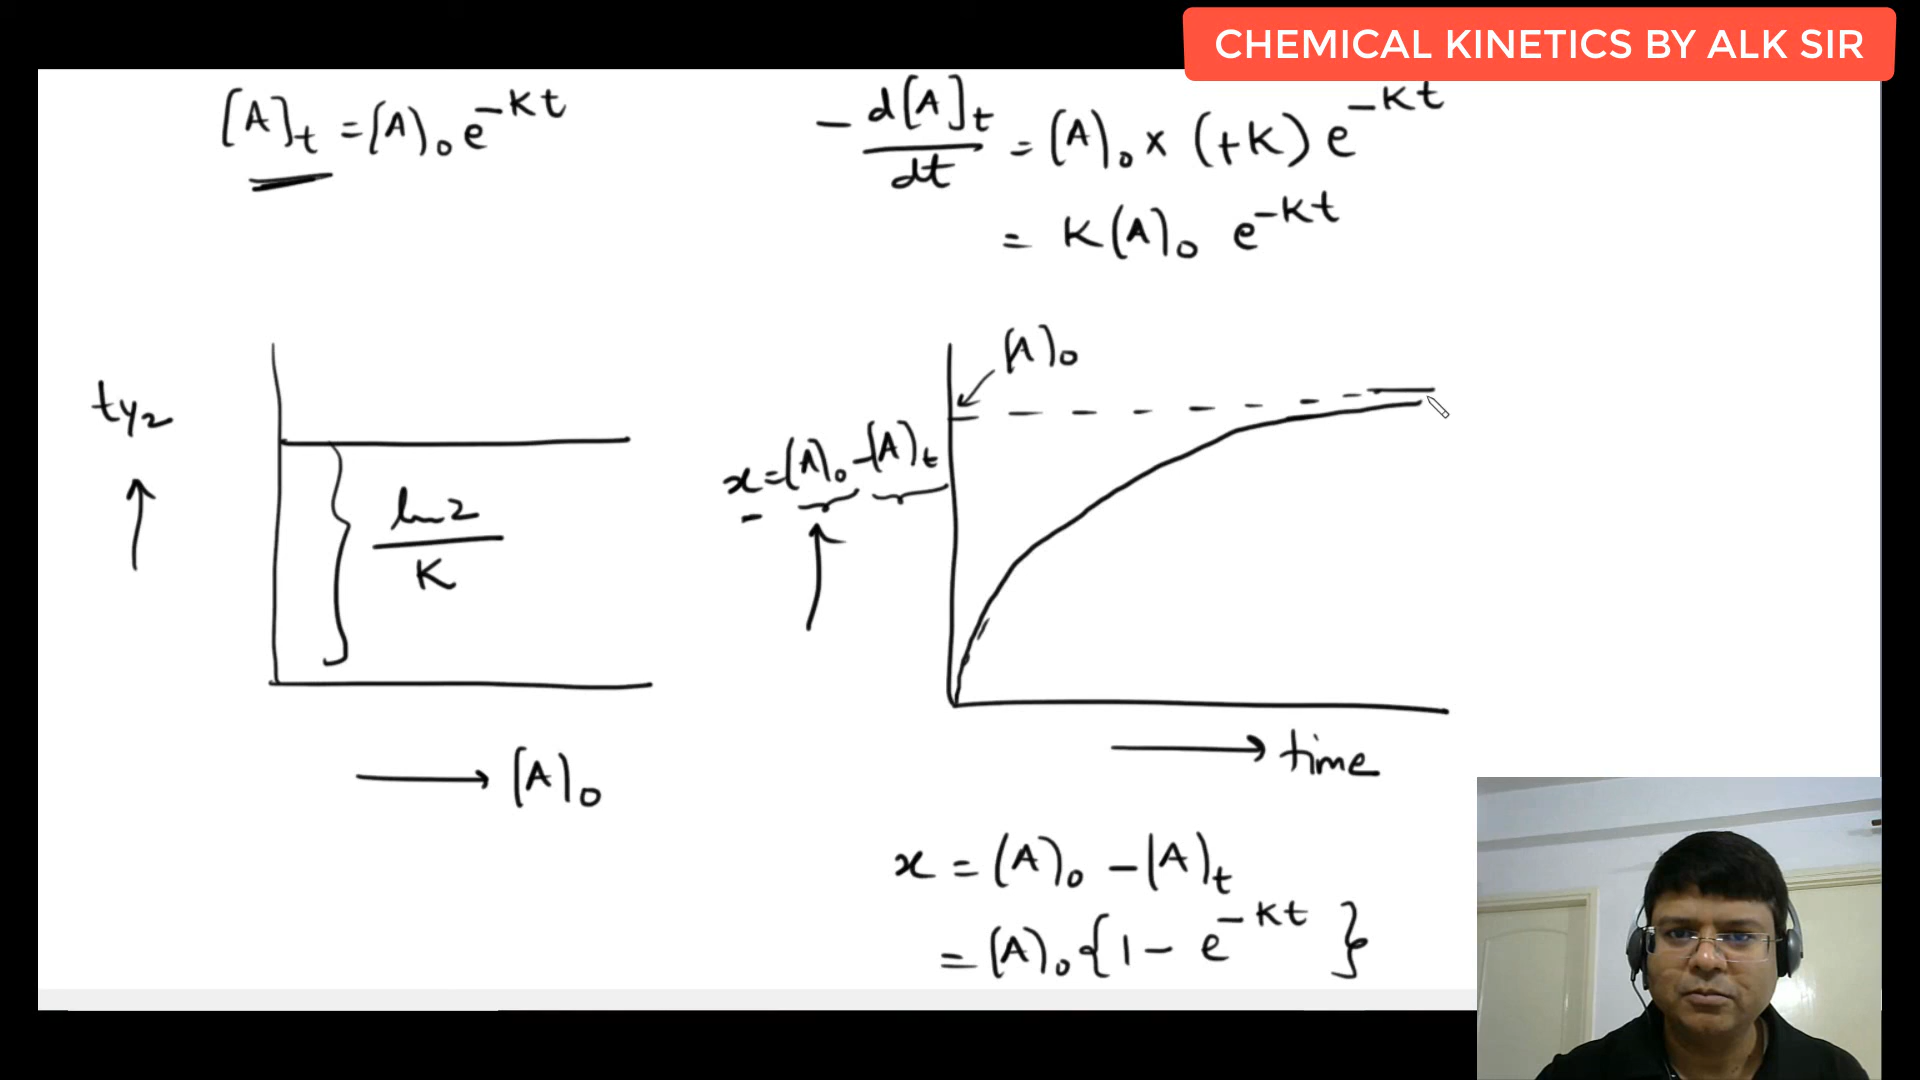 CHEMICAL KINETICS BY ALK SIR
[A]t = [A]₀ e^-Kt
- d[A]t/dt = [A]₀ × (+K) e^-Kt
= K[A]₀ e^-Kt
t½
ln2/K
→ [A]₀
[A]₀
x = [A]₀ - [A]t
→ time
x = [A]₀ - [A]t
= [A]₀ {1 - e^-Kt}